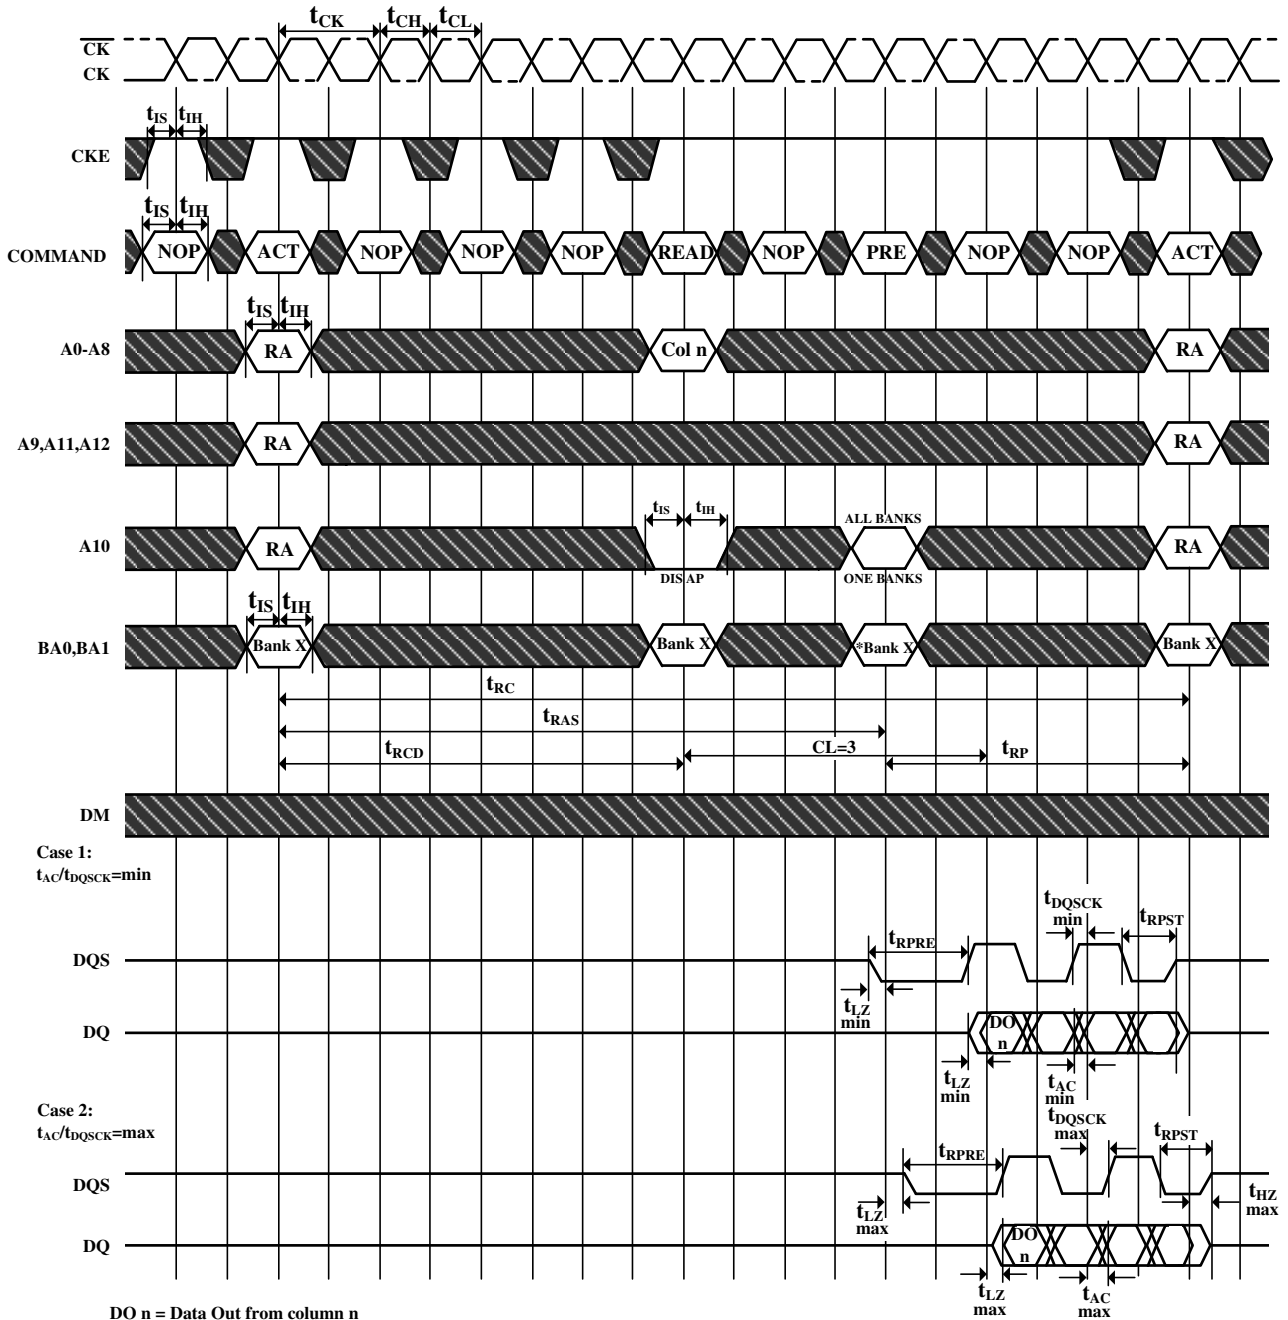 tCK tCH tCL
CK
CK
tIS tIH
CKE
tIS tIH
COMMAND NOP ACT NOP NOP NOP READ NOP PRE NOP NOP ACT
tIS tIH
A0-A8 RA Col n RA
A9,A11,A12 RA RA
tIS tIH ALL BANKS
A10 RA RA
DIS AP ONE BANKS
tIS tIH
BA0,BA1 Bank X Bank X *Bank X Bank X
tRC
tRAS
tRCD CL=3 tRP
DM
Case 1:
tAC/tDQSCK=min
tDQSCK
min
tRPST
tRPRE
DQS
tLZ
min
DQ
DO
n
tLZ
min
tAC
min
Case 2:
tAC/tDQSCK=max
tDQSCK
max
tRPST
tRPRE
DQS
tLZ
max
tHZ
max
DQ
DO
n
tLZ
max
tAC
max
DO n = Data Out from column n